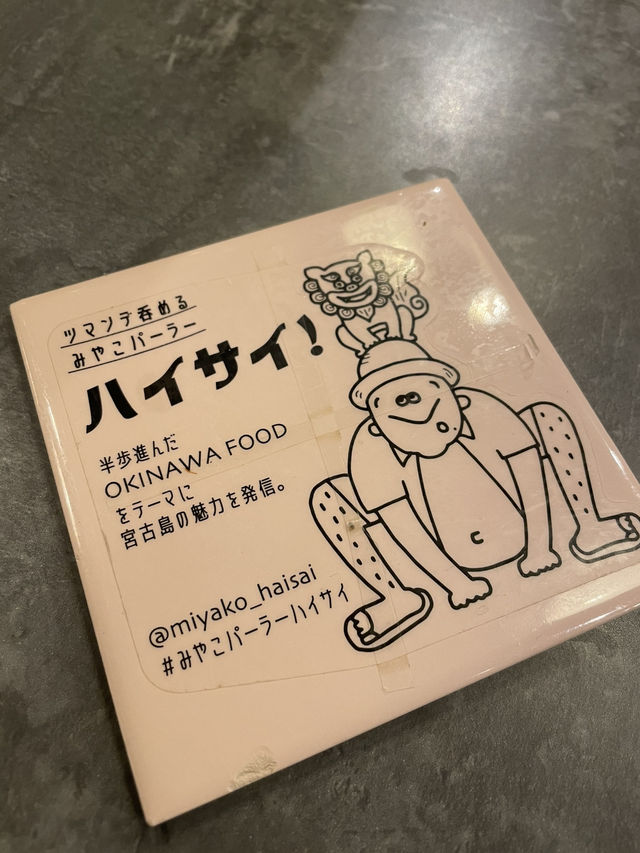 ツマンデ呑める
みやこパーラー
ハイサイ!
半歩進んだ
OKINAWA FOOD
をテーマに
宮古島の魅力を発信。
@miyako_haisai
#みやこパーラーハイサイ